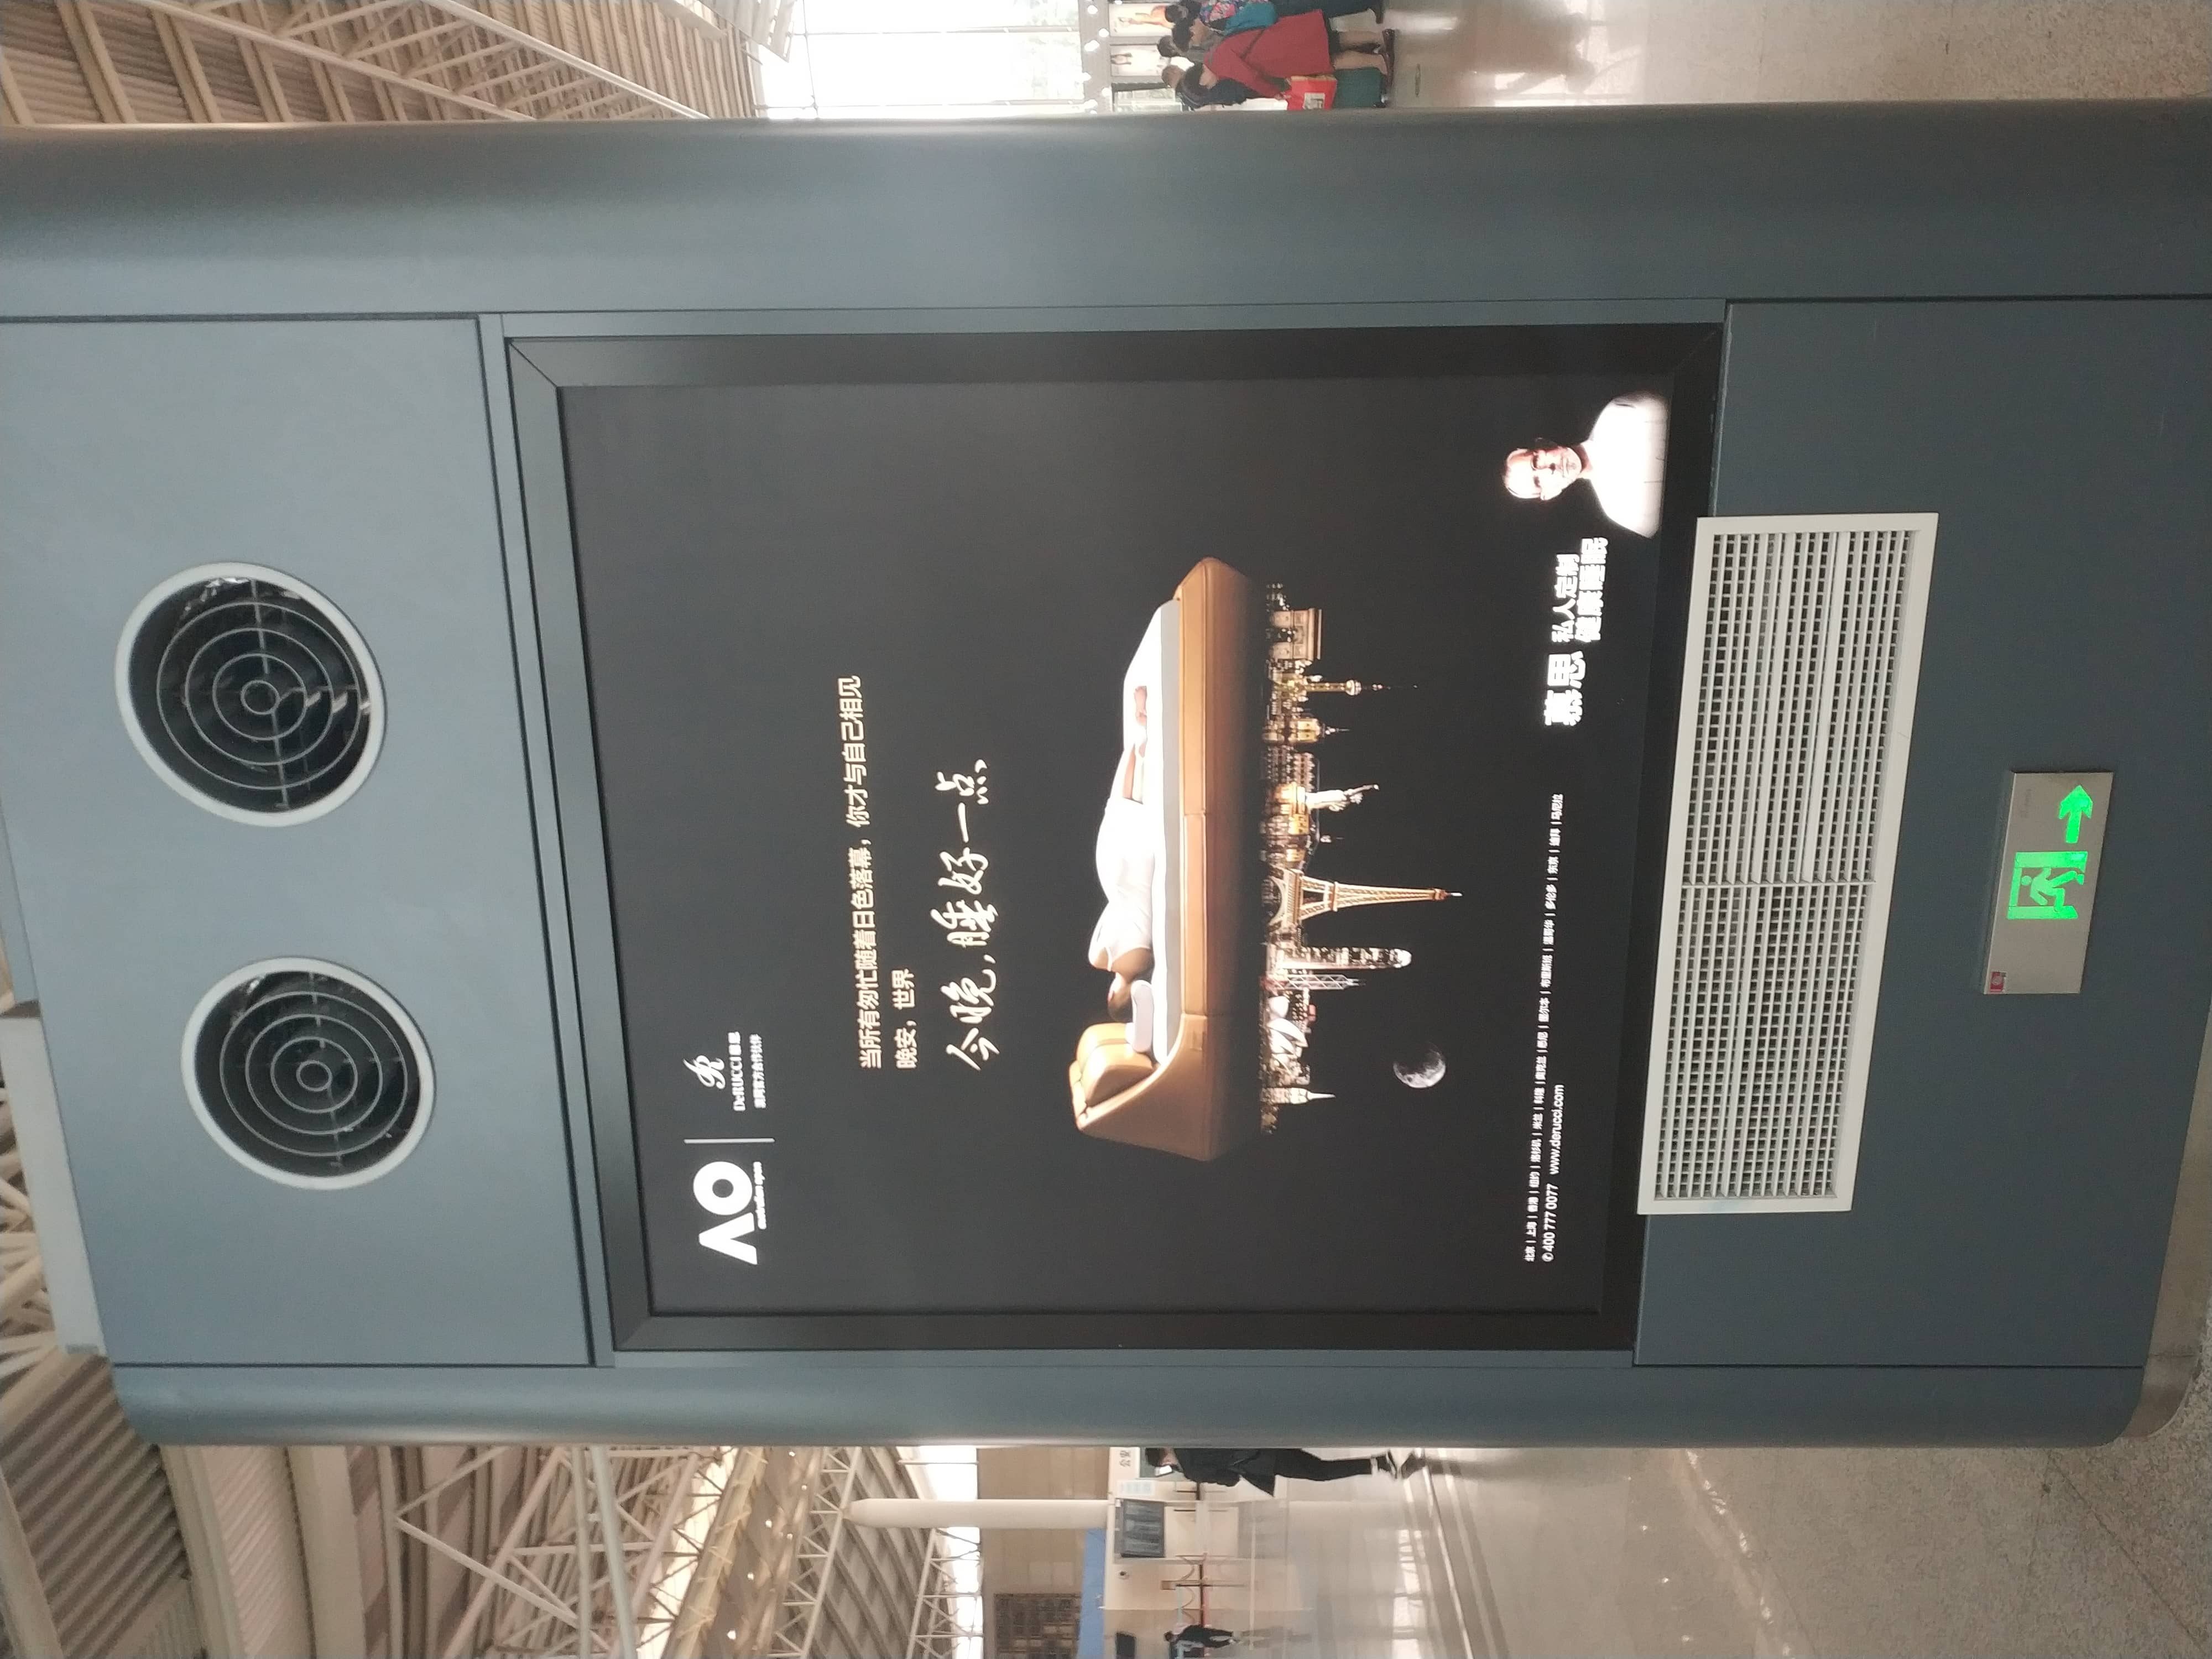 AO
australian open
DeRUCCI 慕思
澳网官方合作伙伴
当所有匆忙随着日色落幕，你才与自己相见
晚安，世界
今晚，睡好一点
北京 | 上海 | 香港 | 纽约 | 洛杉矶 | 米兰 | 科隆 | 奥克兰 | 悉尼 | 墨尔本 | 布里斯班 | 温哥华 | 多伦多 | 东京 | 迪拜 | 马尼拉
400 777 0077 www.derucci.com
慕思 私人定制
健康睡眠
公安